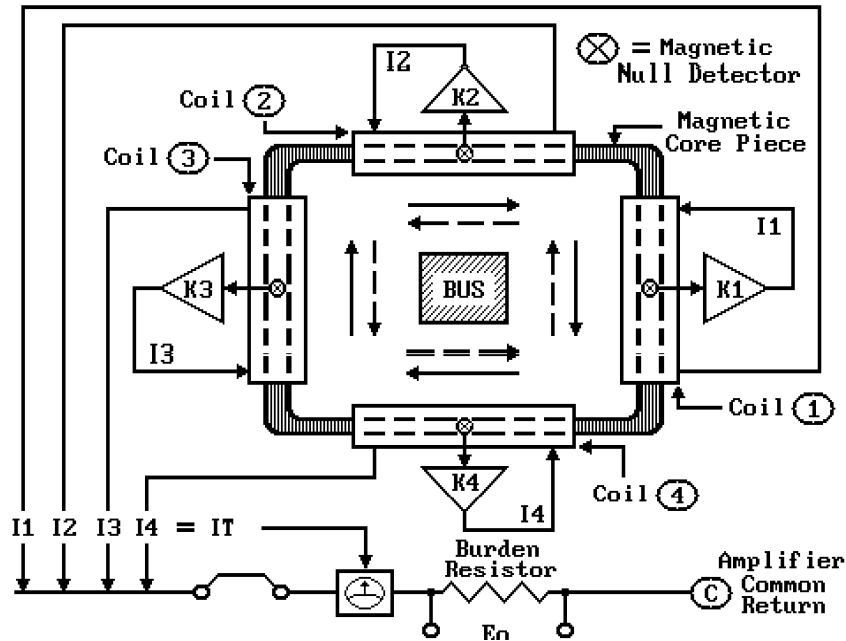 I2
K2
= Magnetic
Null Detector
Coil 2
Magnetic
Core Piece
Coil 3
I1
K3
BUS
K1
I3
Coil 1
K4
Coil 4
I4
I1 I2 I3 I4 = IT
Burden
Resistor
Amplifier
Common
Return
C
Eo